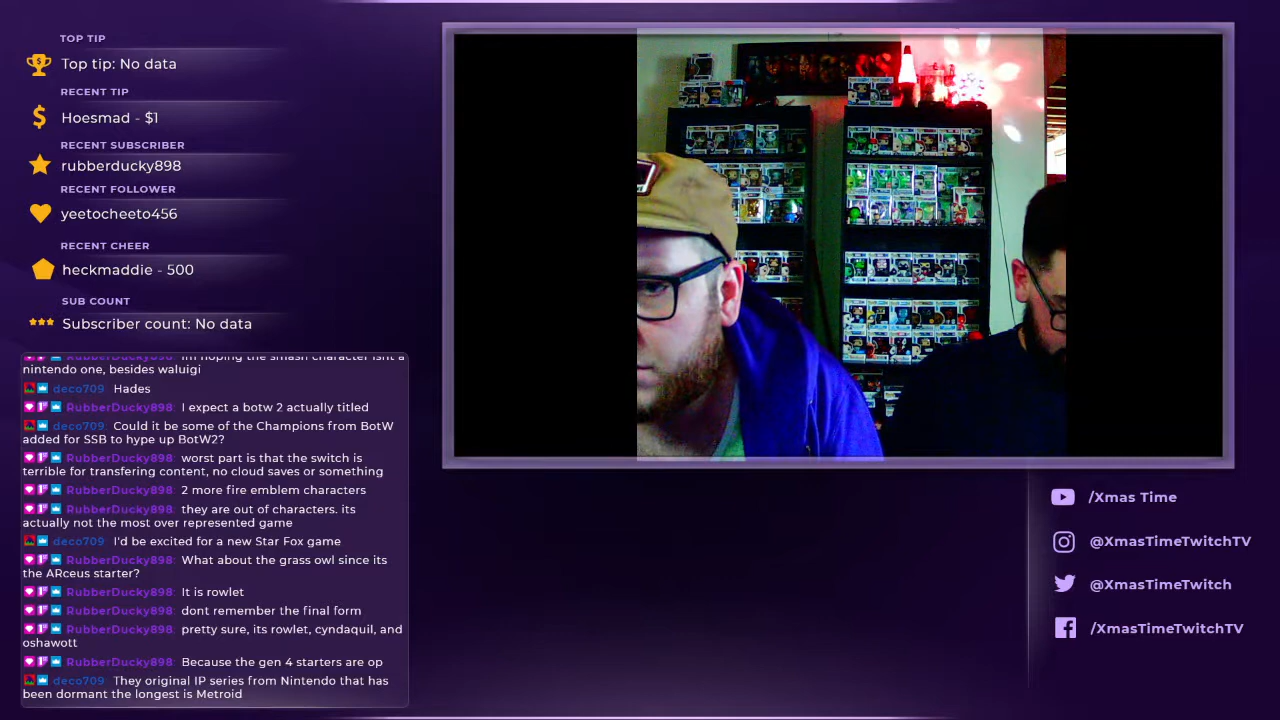 TOP TIP
Top tip: No data
RECENT TIP
Hoesmad - $1
RECENT SUBSCRIBER
rubberducky898
RECENT FOLLOWER
yeetocheeto456
RECENT CHEER
heckmaddie - 500
SUB COUNT
Subscriber count: No data
RubberDucky898: Im hoping the smash character isnt a
nintendo one, besides waluigi
deco709: Hades
RubberDucky898: I expect a botw 2 actually titled
deco709: Could it be some of the Champions from BotW
added for SSB to hype up BotW2?
RubberDucky898: worst part is that the switch is
terrible for transfering content, no cloud saves or something
RubberDucky898: 2 more fire emblem characters
RubberDucky898: they are out of characters. its
actually not the most over represented game
deco709: I'd be excited for a new Star Fox game
RubberDucky898: What about the grass owl since its
the ARceus starter?
RubberDucky898: It is rowlet
RubberDucky898: dont remember the final form
RubberDucky898: pretty sure, its rowlet, cyndaquil, and
oshawott
RubberDucky898: Because the gen 4 starters are op
deco709: They original IP series from Nintendo that has
been dormant the longest is Metroid
/Xmas Time
@XmasTimeTwitchTV
@XmasTimeTwitch
/XmasTimeTwitchTV